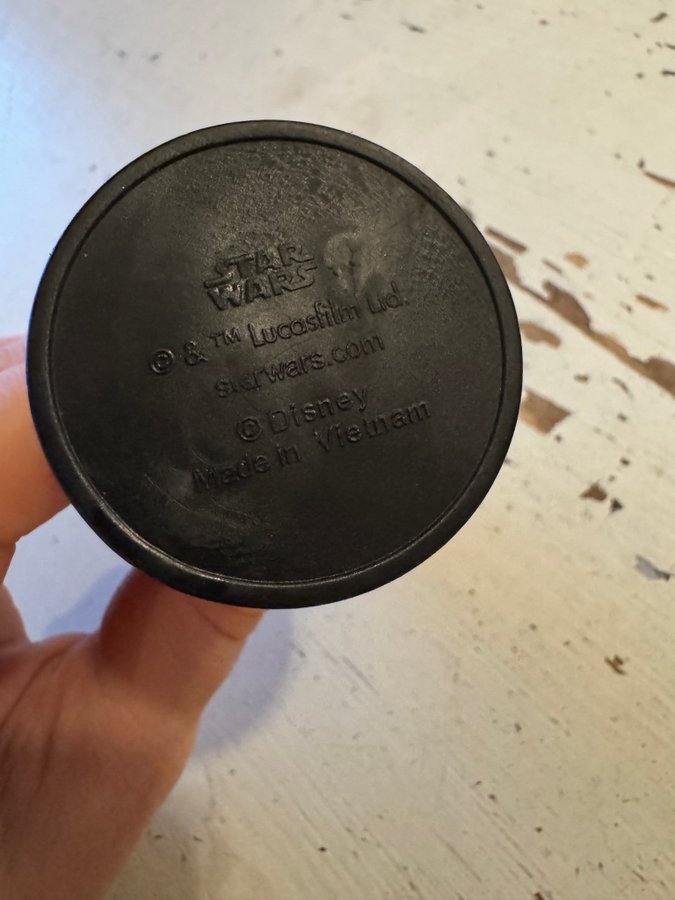 STAR
WARS
© & ™ Lucasfilm Ltd.
starwars.com
© Disney
Made in Vietnam